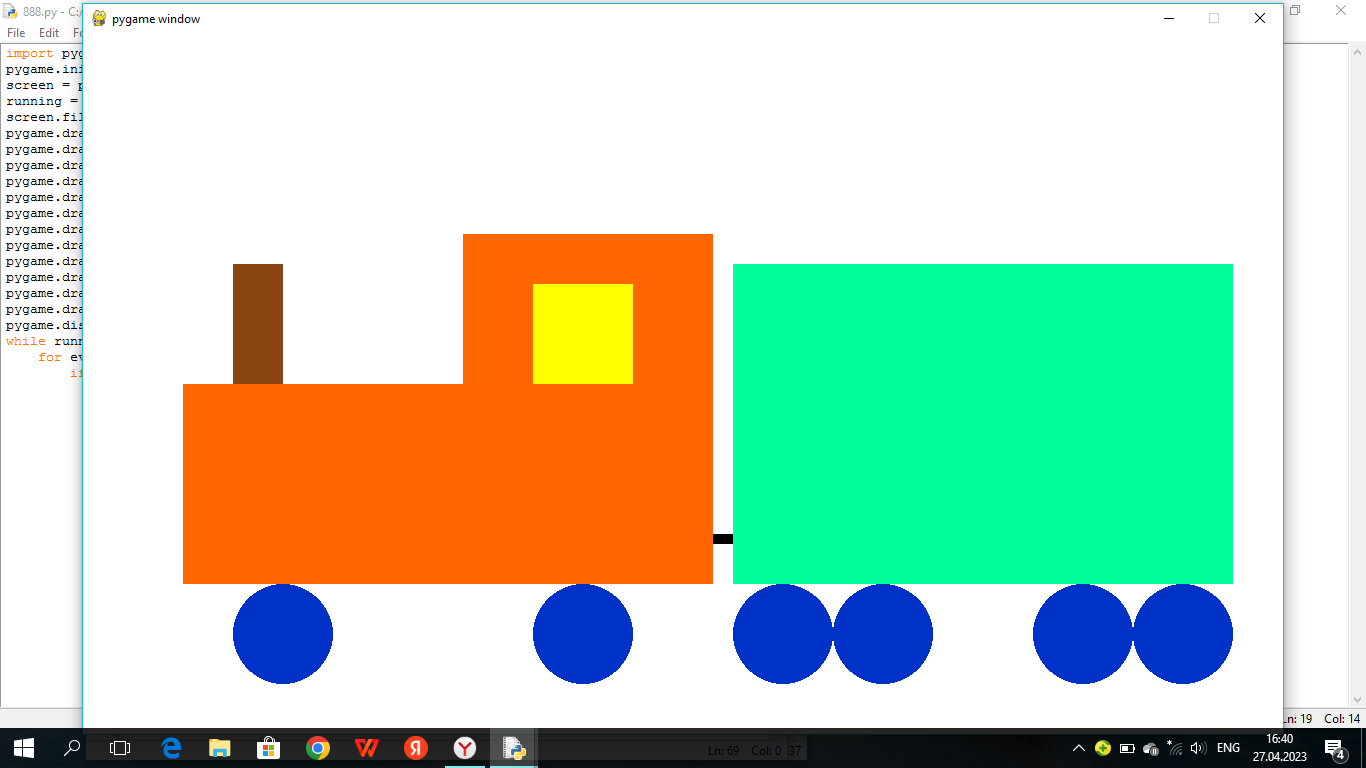 888.py - C:/
pygame window
File Edit Fo
import pyg
pygame.ini
screen = p
running =
screen.fil
pygame.dra
pygame.dra
pygame.dra
pygame.dra
pygame.dra
pygame.dra
pygame.dra
pygame.dra
pygame.dra
pygame.dra
pygame.dra
pygame.dra
pygame.dis
while runn
for ev
if
Ln: 19 Col: 14
Ln: 69 Col: 0 37
ENG
16:40
27.04.2023
4